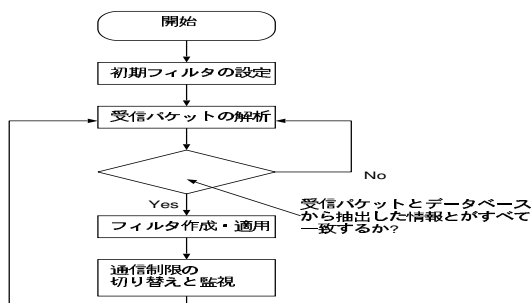 開始
初期フィルタの設定
受信パケットの解析
No
Yes
受信パケットとデータベース
から抽出した情報とがすべて
一致するか?
フィルタ作成・適用
通信制限の
切り替えと監視